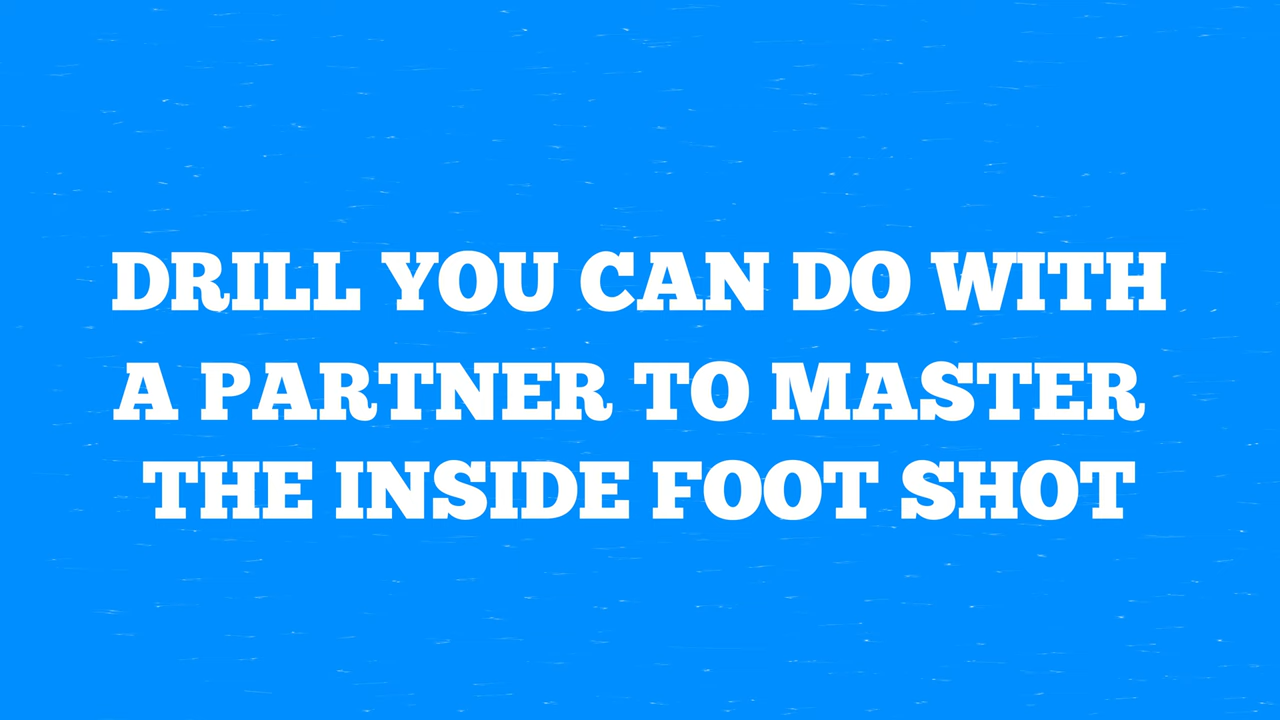 DRILL YOU CAN DO WITH
A PARTNER TO MASTER
THE INSIDE FOOT SHOT